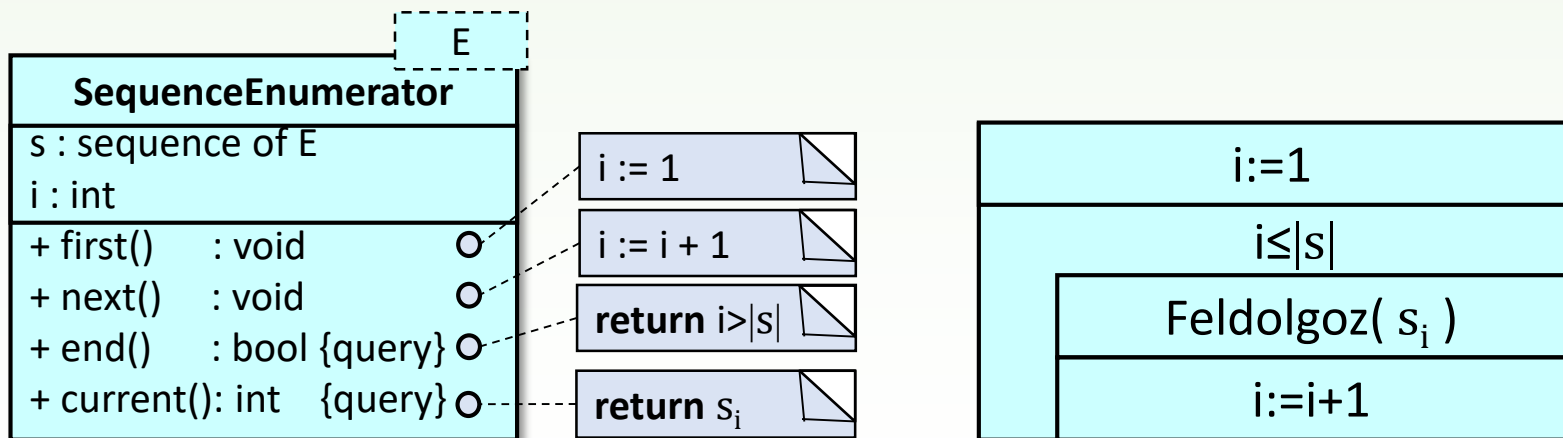 E
SequenceEnumerator
s : sequence of E
i : int
+ first() : void
+ next() : void
+ end() : bool {query}
+ current(): int {query}
i := 1
i := i + 1
return i>|s|
return sᵢ
i:=1
i≤|s|
Feldolgoz( sᵢ )
i:=i+1